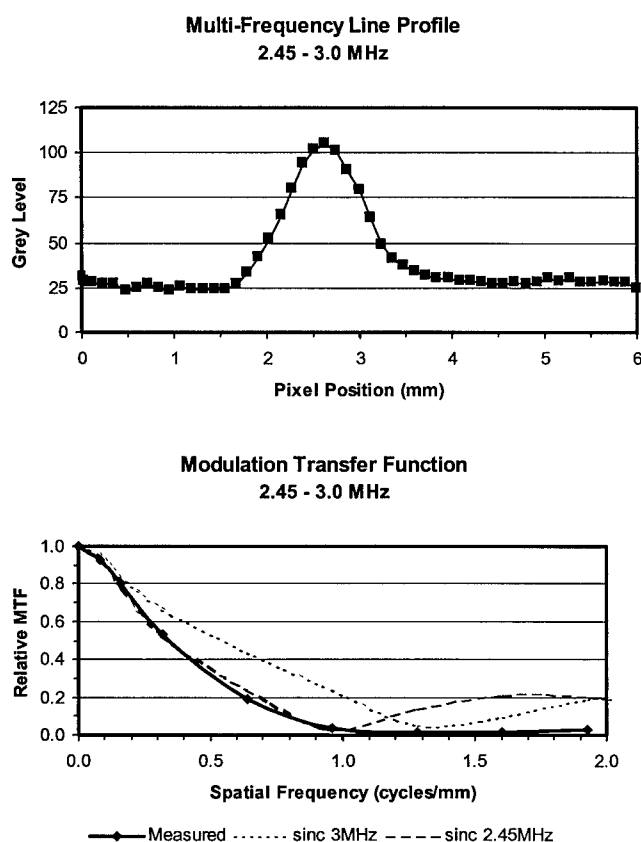 Multi-Frequency Line Profile
2.45 - 3.0 MHz
125
100
75
50
25
0
Grey Level
0 1 2 3 4 5 6
Pixel Position (mm)
Modulation Transfer Function
2.45 - 3.0 MHz
1.0
0.8
0.6
0.4
0.2
0.0
Relative MTF
0.0 0.5 1.0 1.5 2.0
Spatial Frequency (cycles/mm)
Measured sinc 3MHz sinc 2.45MHz